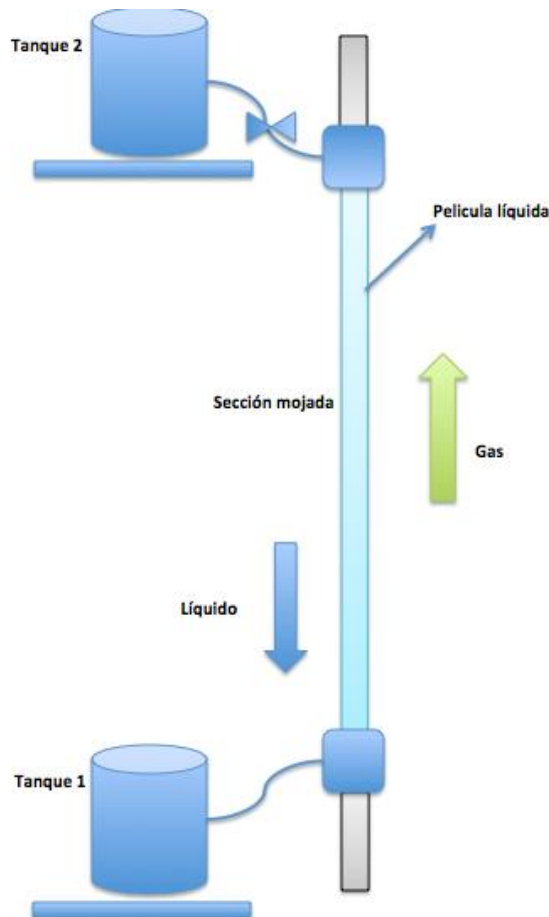 Tanque 2
Pelicula líquida
Sección mojada
Gas
Líquido
Tanque 1